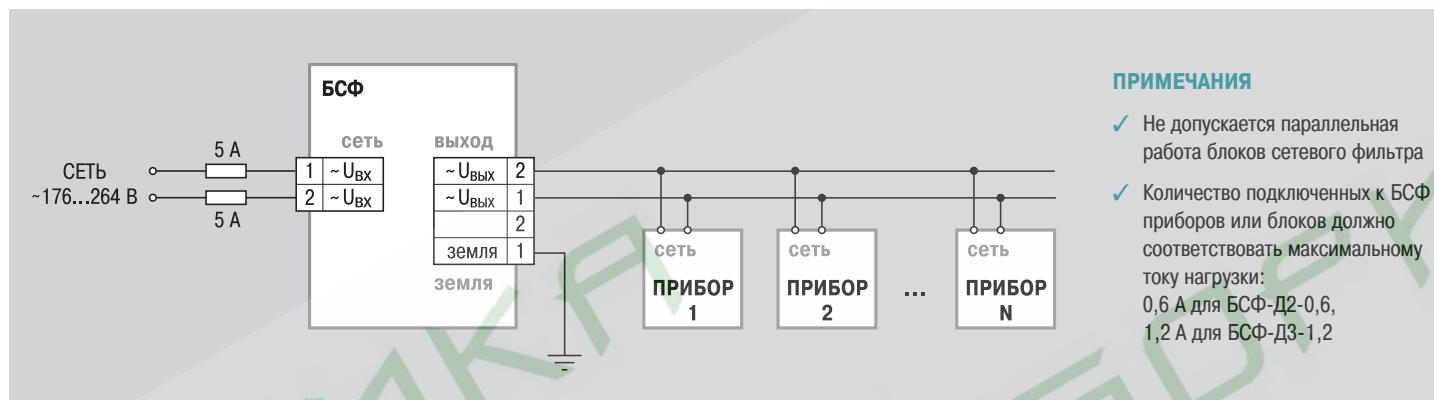 БСФ
сеть
выход
5 А
СЕТЬ
~176...264 В
5 А
1 ~ Uвх
2 ~ Uвх
~ Uвых 2
~ Uвых 1
2
земля 1
земля
сеть
ПРИБОР
1
сеть
ПРИБОР
2
...
сеть
ПРИБОР
N
ПРИМЕЧАНИЯ
✓ Не допускается параллельная
работа блоков сетевого фильтра
✓ Количество подключенных к БСФ
приборов или блоков должно
соответствовать максимальному
току нагрузки:
0,6 А для БСФ-Д2-0,6,
1,2 А для БСФ-Д3-1,2